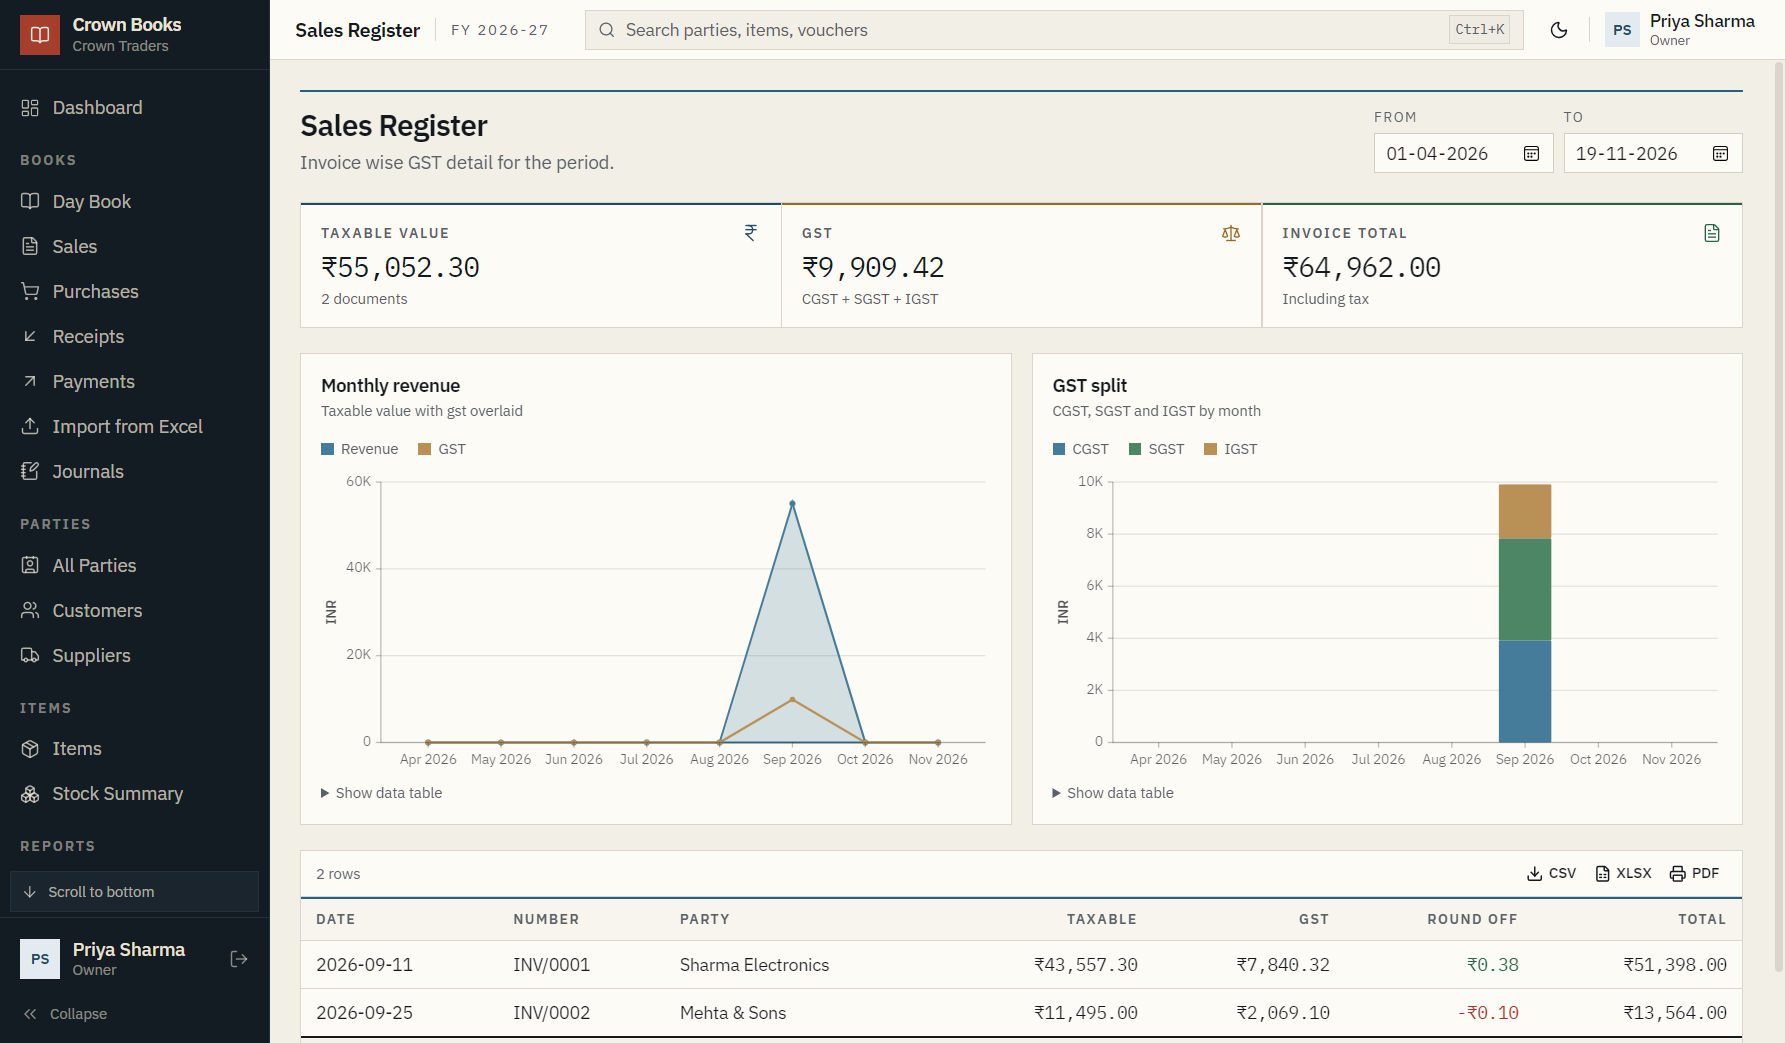 Crown Books
Crown Traders
Dashboard
BOOKS
Day Book
Sales
Purchases
Receipts
Payments
Import from Excel
Journals
PARTIES
All Parties
Customers
Suppliers
ITEMS
Items
Stock Summary
REPORTS
Scroll to bottom
PS
Priya Sharma
Owner
Collapse
Sales Register
FY 2026-27
Search parties, items, vouchers
Ctrl+K
PS
Priya Sharma
Owner
Sales Register
Invoice wise GST detail for the period.
FROM
01-04-2026
TO
19-11-2026
TAXABLE VALUE
₹
₹55,052.30
2 documents
GST
₹9,909.42
CGST + SGST + IGST
INVOICE TOTAL
₹64,962.00
Including tax
Monthly revenue
Taxable value with gst overlaid
Revenue GST
60K
40K
20K
0
INR
Apr 2026 May 2026 Jun 2026 Jul 2026 Aug 2026 Sep 2026 Oct 2026 Nov 2026
Show data table
GST split
CGST, SGST and IGST by month
CGST SGST IGST
10K
8K
6K
4K
2K
0
INR
Apr 2026 May 2026 Jun 2026 Jul 2026 Aug 2026 Sep 2026 Oct 2026 Nov 2026
Show data table
2 rows
CSV XLSX PDF
DATE NUMBER PARTY TAXABLE GST ROUND OFF TOTAL
2026-09-11 INV/0001 Sharma Electronics ₹43,557.30 ₹7,840.32 ₹0.38 ₹51,398.00
2026-09-25 INV/0002 Mehta & Sons ₹11,495.00 ₹2,069.10 -₹0.10 ₹13,564.00